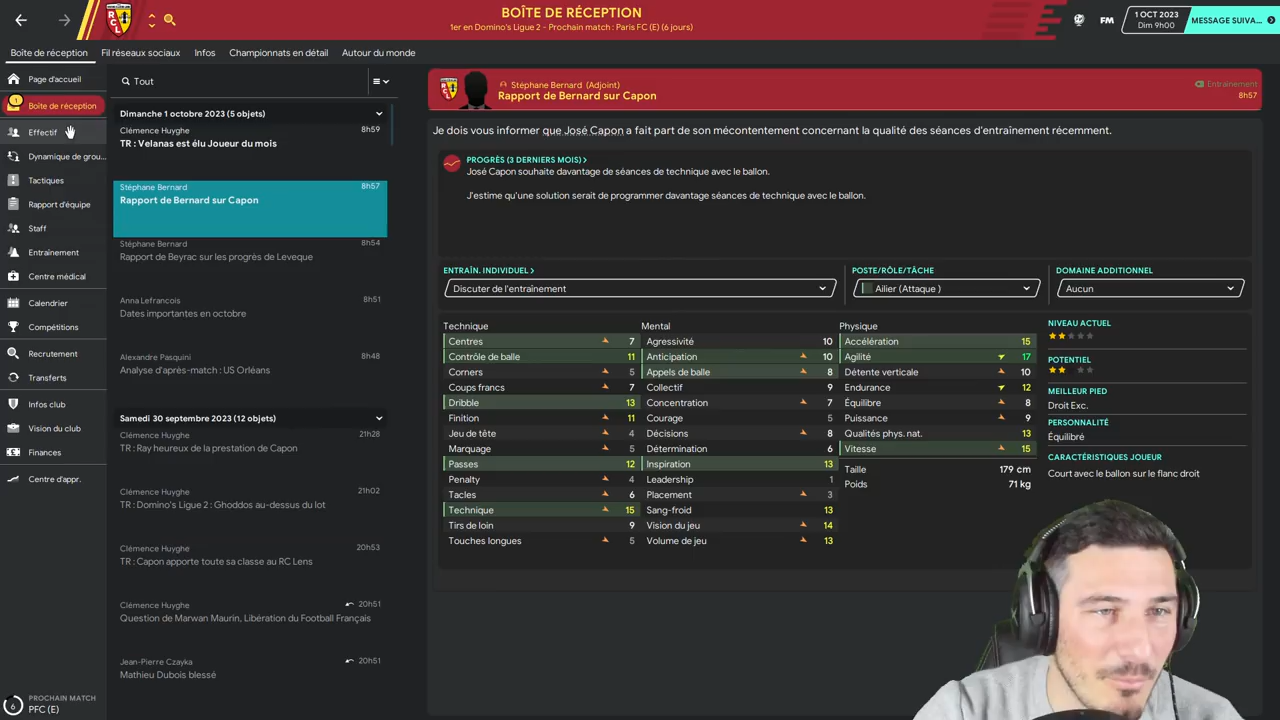 BOÎTE DE RÉCEPTION
1er en Domino's Ligue 2 - Prochain match : Paris FC (E) (6 jours)
FM
1 OCT 2023
Dim 9h00
MESSAGE SUIVA...
Boîte de réception
Fil réseaux sociaux
Infos
Championnats en détail
Autour du monde
Page d'accueil
1
Boîte de réception
Effectif
Dynamique de grou...
Tactiques
Rapport d'équipe
Staff
Entraînement
Centre médical
Calendrier
Compétitions
Recrutement
Transferts
Infos club
Vision du club
Finances
Centre d'appr.
6
PROCHAIN MATCH
PFC (E)
Tout
Dimanche 1 octobre 2023 (5 objets)
Clémence Huyghe 8h59
TR : Velanas est élu Joueur du mois
Stéphane Bernard 8h57
Rapport de Bernard sur Capon
Stéphane Bernard 8h54
Rapport de Beyrac sur les progrès de Leveque
Anna Lefrancois 8h51
Dates importantes en octobre
Alexandre Pasquini 8h48
Analyse d'après-match : US Orléans
Samedi 30 septembre 2023 (12 objets)
Clémence Huyghe 21h28
TR : Ray heureux de la prestation de Capon
Clémence Huyghe 21h02
TR : Domino's Ligue 2 : Ghoddos au-dessus du lot
Clémence Huyghe 20h53
TR : Capon apporte toute sa classe au RC Lens
Clémence Huyghe 20h51
Question de Marwan Maurin, Libération du Football Français
Jean-Pierre Czayka 20h51
Mathieu Dubois blessé
Stéphane Bernard (Adjoint)
Rapport de Bernard sur Capon
Entraînement
8h57
Je dois vous informer que José Capon a fait part de son mécontentement concernant la qualité des séances d'entraînement récemment.
PROGRÈS (3 DERNIERS MOIS) >
José Capon souhaite davantage de séances de technique avec le ballon.
J'estime qu'une solution serait de programmer davantage séances de technique avec le ballon.
ENTRAÎN. INDIVIDUEL >
Discuter de l'entraînement
POSTE/RÔLE/TÂCHE
Ailier (Attaque )
DOMAINE ADDITIONNEL
Aucun
Technique
Centres 7
Contrôle de balle 11
Corners 5
Coups francs 7
Dribble 13
Finition 11
Jeu de tête 4
Marquage 5
Passes 12
Penalty 4
Tacles 6
Technique 15
Tirs de loin 9
Touches longues 5
Mental
Agressivité 10
Anticipation 10
Appels de balle 8
Collectif 9
Concentration 7
Courage 5
Décisions 8
Détermination 6
Inspiration 13
Leadership 1
Placement 3
Sang-froid 13
Vision du jeu 14
Volume de jeu 13
Physique
Accélération 15
Agilité 17
Détente verticale 10
Endurance 12
Équilibre 8
Puissance 9
Qualités phys. nat. 13
Vitesse 15
Taille 179 cm
Poids 71 kg
NIVEAU ACTUEL
POTENTIEL
MEILLEUR PIED
Droit Exc.
PERSONNALITÉ
Équilibré
CARACTÉRISTIQUES JOUEUR
Court avec le ballon sur le flanc droit